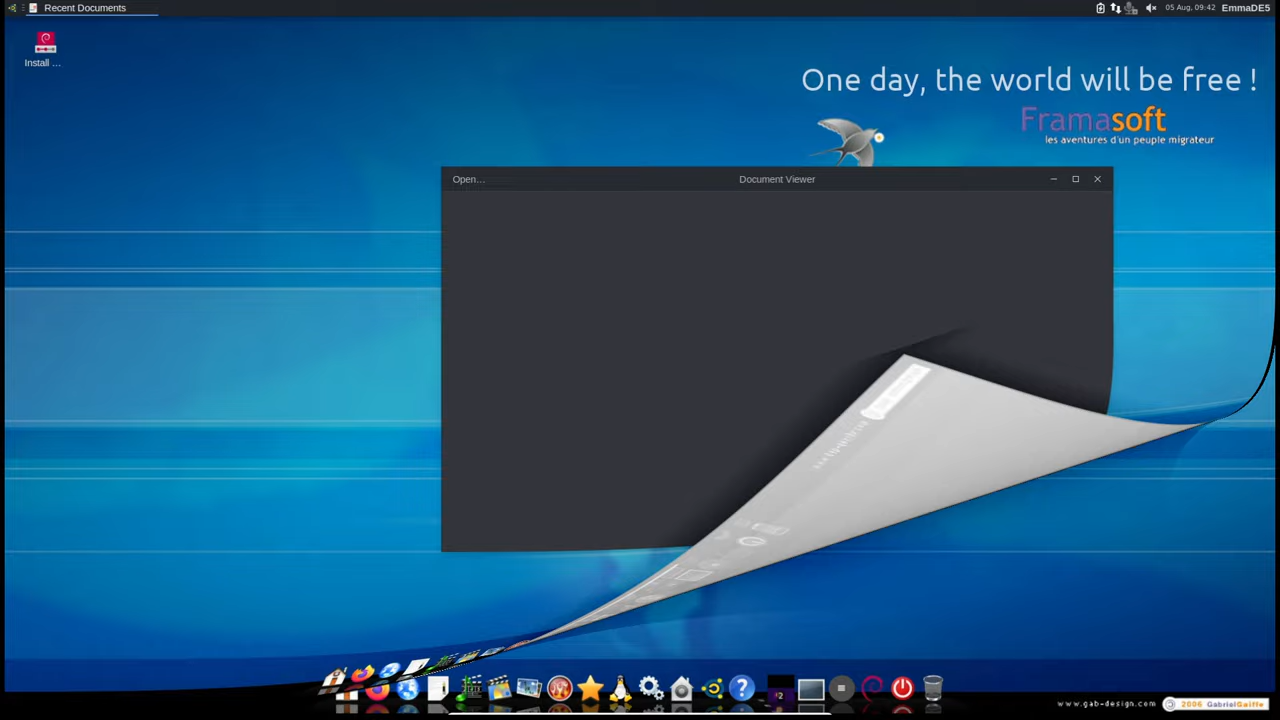 Recent Documents
05 Aug, 09:42 EmmaDE5
Install ...
One day, the world will be free !
Framasoft
les aventures d'un peuple migrateur
Open...
Document Viewer
www.gab-design.com
2006 GabrielGaiffe